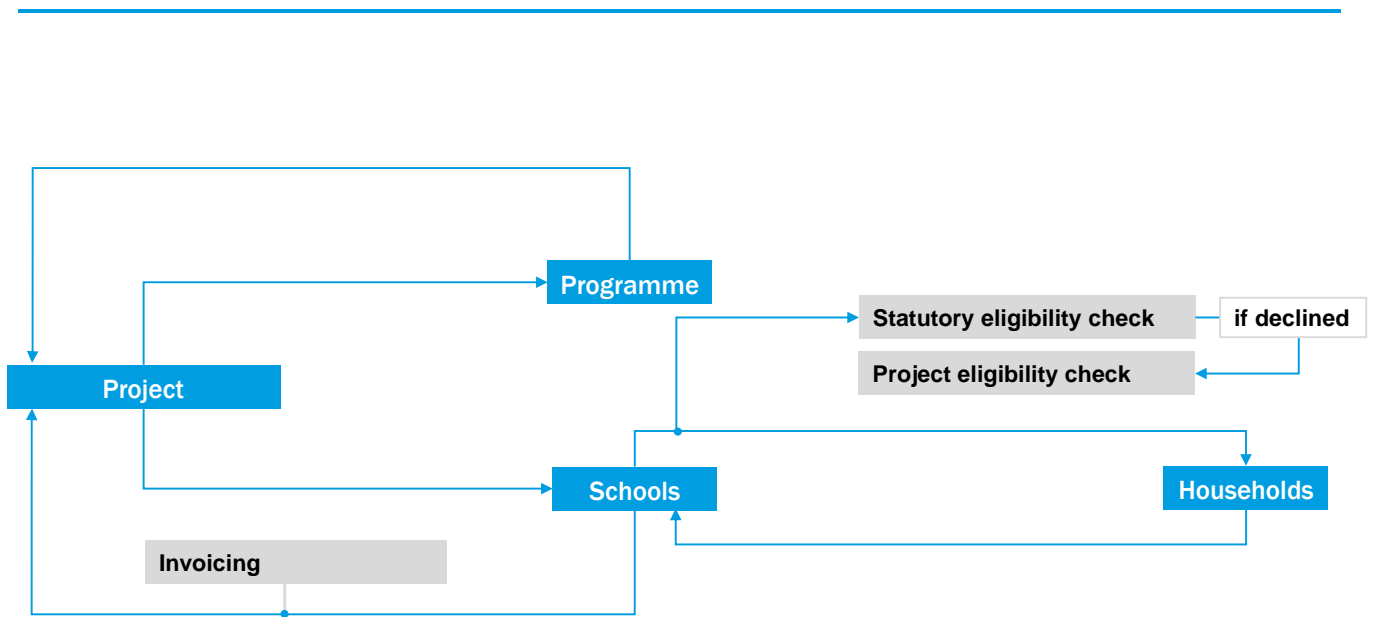 Programme
Statutory eligibility check
if declined
Project eligibility check
Project
Schools
Households
Invoicing